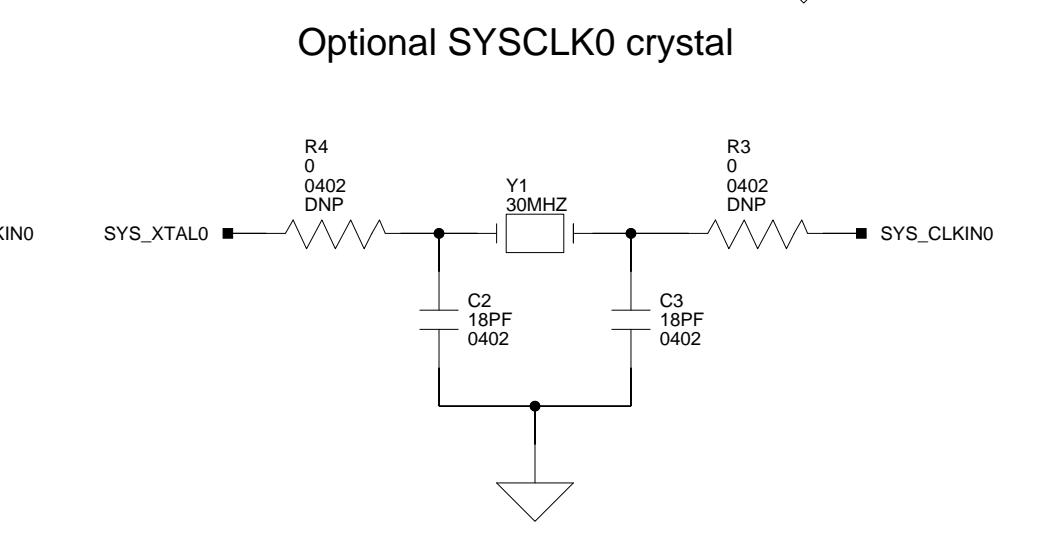 Optional SYSCLK0 crystal
R4
0
0402
DNP
Y1
30MHZ
R3
0
0402
DNP
KIN0
SYS_XTAL0
SYS_CLKIN0
C2
18PF
0402
C3
18PF
0402